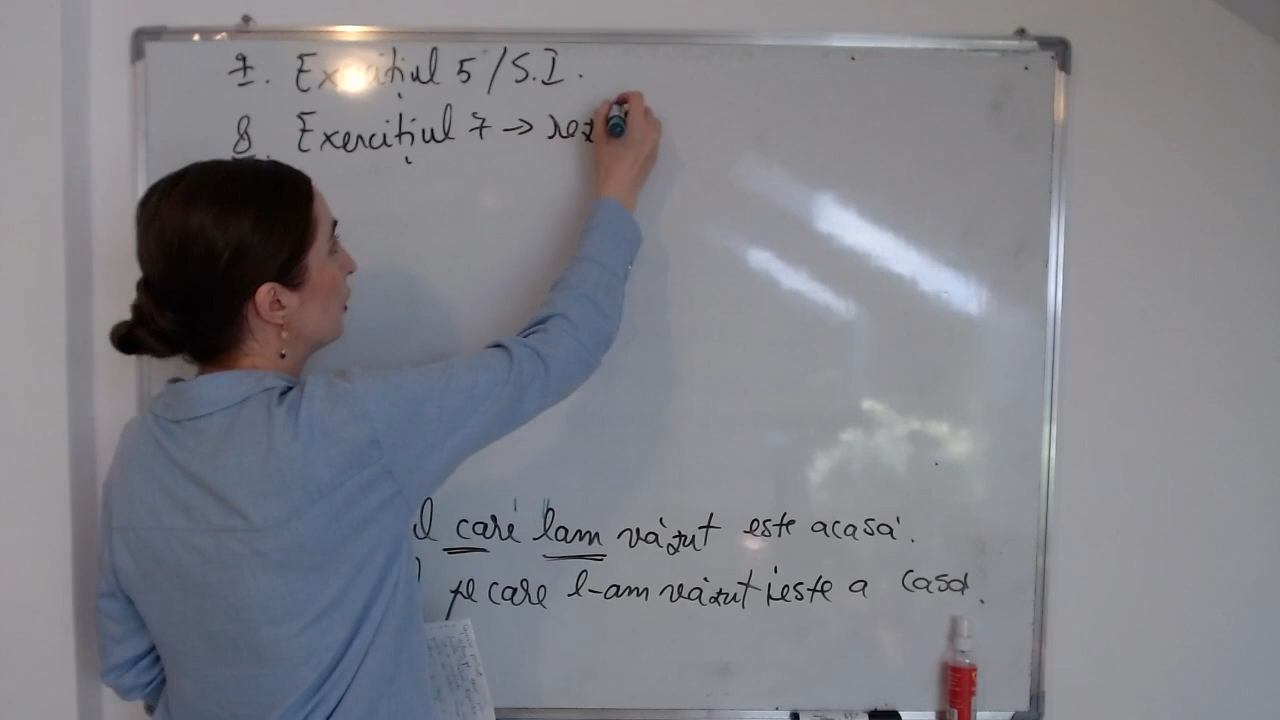 7. Exercițiul 5 / S.I.
8. Exercițiul 7 → rez
care lam văzut este acasă.
pe care l-am văzut este a casă.